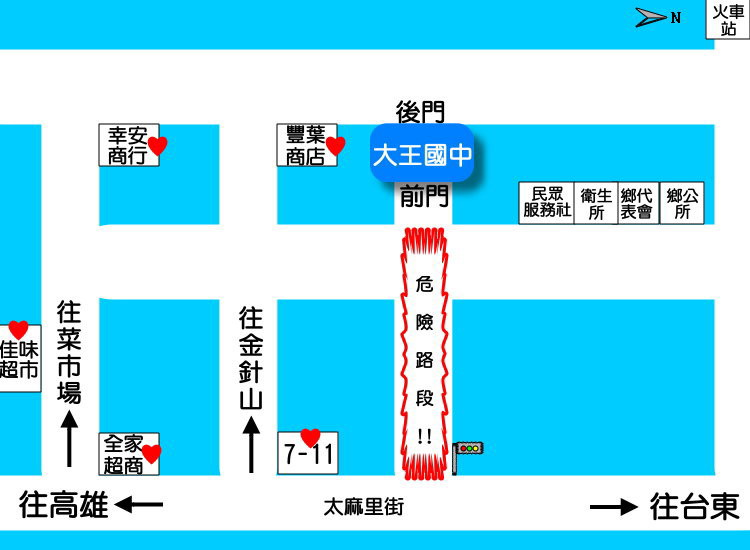 N
火車
站
後門
幸安
商行
豐葉
商店
大王國中
前門
民眾
服務社
衛生
所
鄉代
表會
鄉公
所
危
險
路
段
!!
往
菜
市
場
往
金
針
山
佳味
超市
全家
超商
7-11
往高雄
太麻里街
往台東